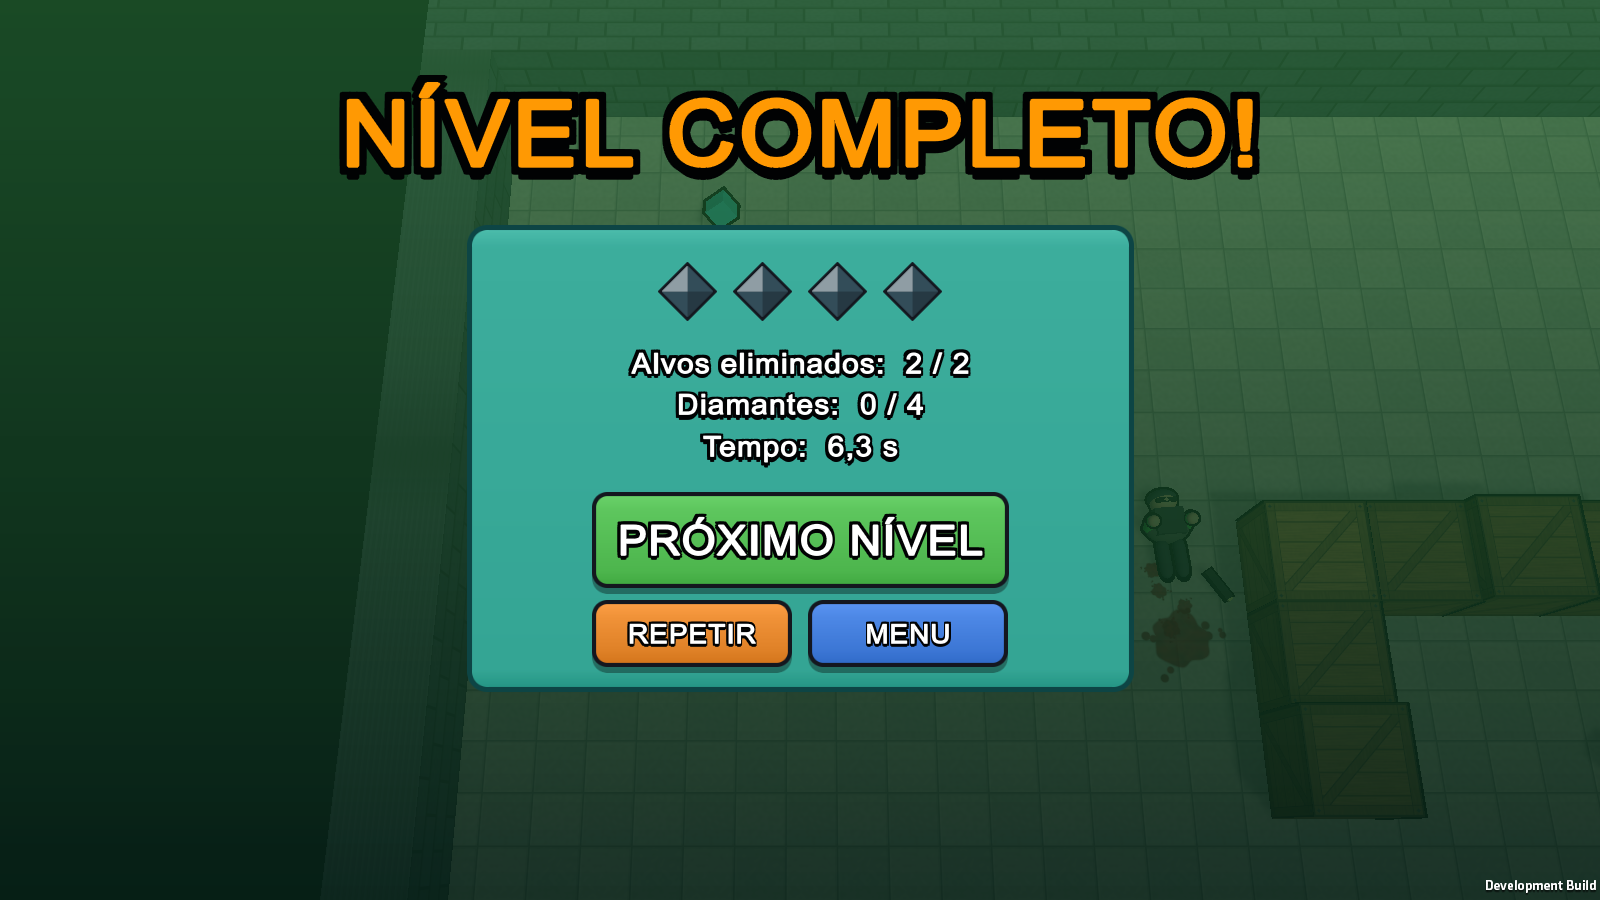 NÍVEL COMPLETO!
Alvos eliminados: 2 / 2
Diamantes: 0 / 4
Tempo: 6,3 s
PRÓXIMO NÍVEL
REPETIR
MENU
Development Build